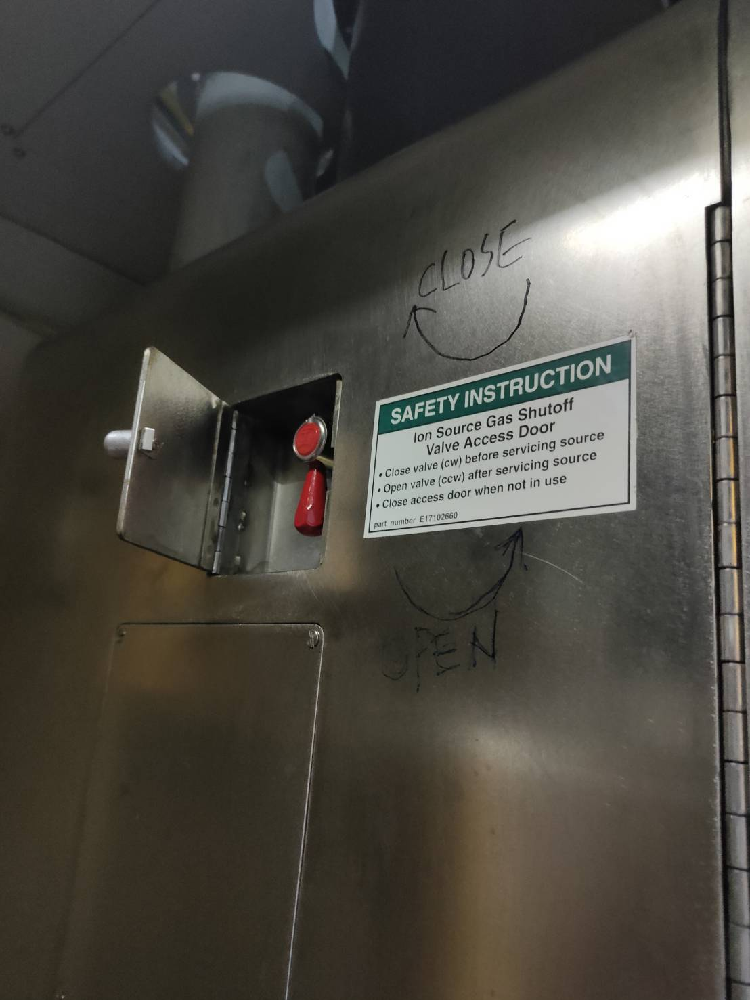 CLOSE
SAFETY INSTRUCTION
Ion Source Gas Shutoff
Valve Access Door
• Close valve (cw) before servicing source
• Open valve (ccw) after servicing source
• Close access door when not in use
part number E17102660
OPEN